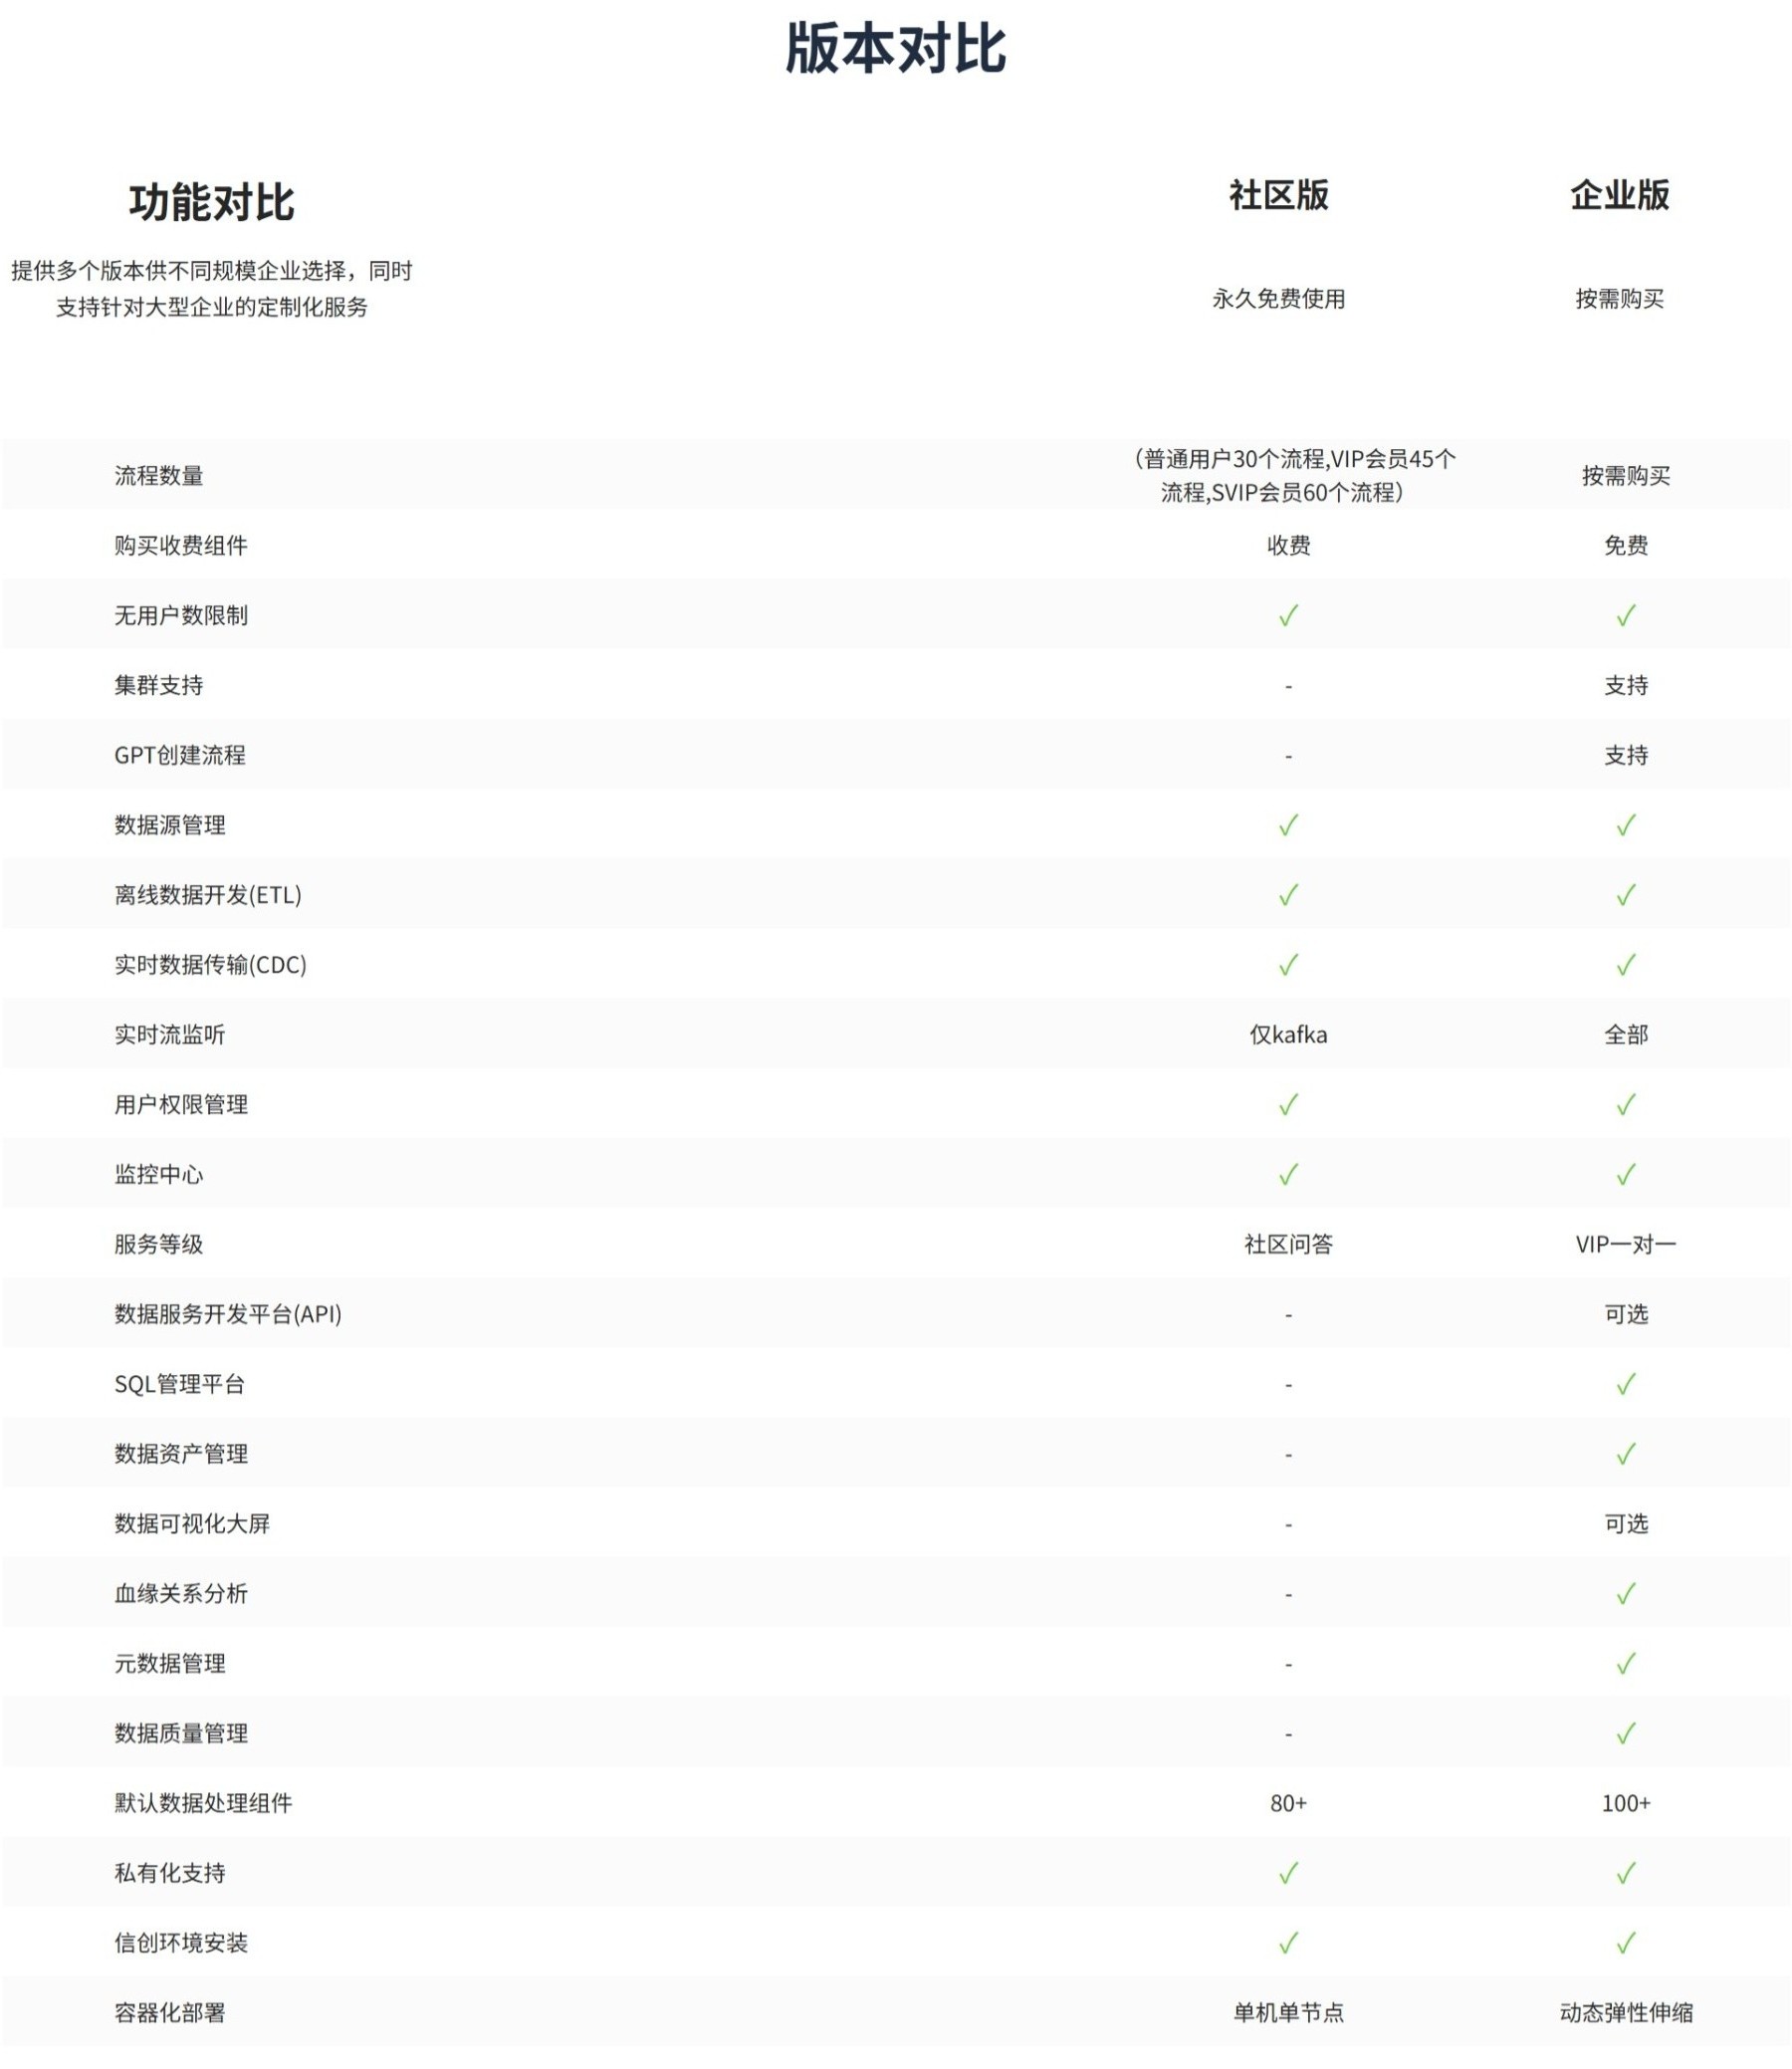 版本对比
功能对比 社区版 企业版
提供多个版本供不同规模企业选择，同时
支持针对大型企业的定制化服务
永久免费使用 按需购买
流程数量 （普通用户30个流程,VIP会员45个
流程,SVIP会员60个流程） 按需购买
购买收费组件 收费 免费
无用户数限制 ✓ ✓
集群支持 - 支持
GPT创建流程 - 支持
数据源管理 ✓ ✓
离线数据开发(ETL) ✓ ✓
实时数据传输(CDC) ✓ ✓
实时流监听 仅kafka 全部
用户权限管理 ✓ ✓
监控中心 ✓ ✓
服务等级 社区问答 VIP一对一
数据服务开发平台(API) - 可选
SQL管理平台 - ✓
数据资产管理 - ✓
数据可视化大屏 - 可选
血缘关系分析 - ✓
元数据管理 - ✓
数据质量管理 - ✓
默认数据处理组件 80+ 100+
私有化支持 ✓ ✓
信创环境安装 ✓ ✓
容器化部署 单机单节点 动态弹性伸缩